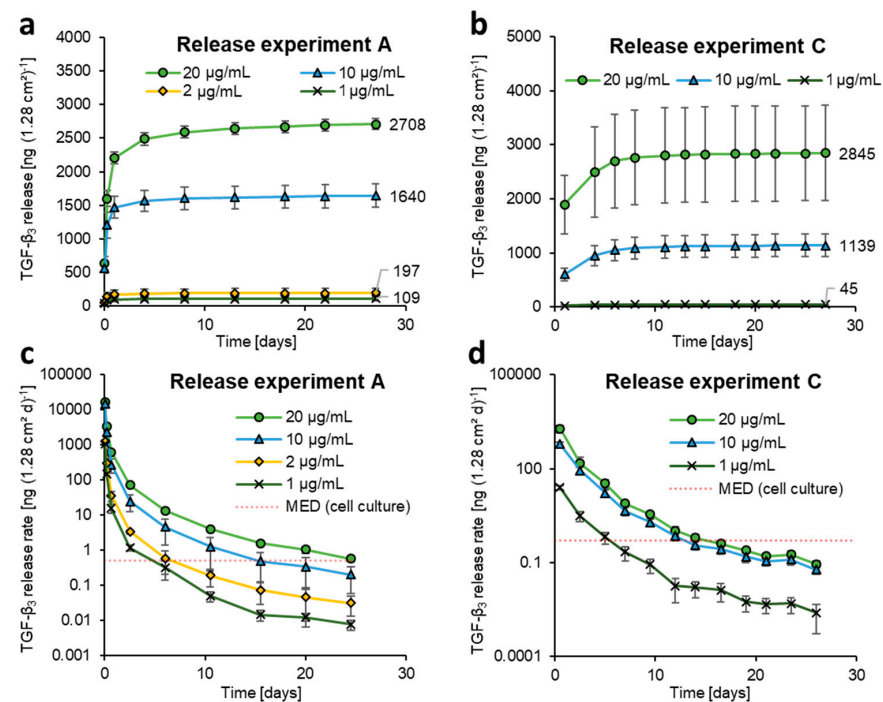 a
Release experiment A
TGF-β₃ release [ng (1.28 cm²)⁻¹]
4000
3500
3000
2500
2000
1500
1000
500
0
20 µg/mL
10 µg/mL
2 µg/mL
1 µg/mL
2708
1640
197
109
0
10
20
30
Time [days]
b
Release experiment C
TGF-β₃ release [ng (1.28 cm²)⁻¹]
5000
4000
3000
2000
1000
0
20 µg/mL
10 µg/mL
1 µg/mL
2845
1139
45
0
10
20
30
Time [days]
c
Release experiment A
TGF-β₃ release rate [ng (1.28 cm² d)⁻¹]
100000
10000
1000
100
10
1
0.1
0.01
0.001
20 µg/mL
10 µg/mL
2 µg/mL
1 µg/mL
MED (cell culture)
0
10
20
30
Time [days]
d
Release experiment C
TGF-β₃ release rate [ng (1.28 cm² d)⁻¹]
100000
100
0.1
0.0001
20 µg/mL
10 µg/mL
1 µg/mL
MED (cell culture)
0
10
20
30
Time [days]